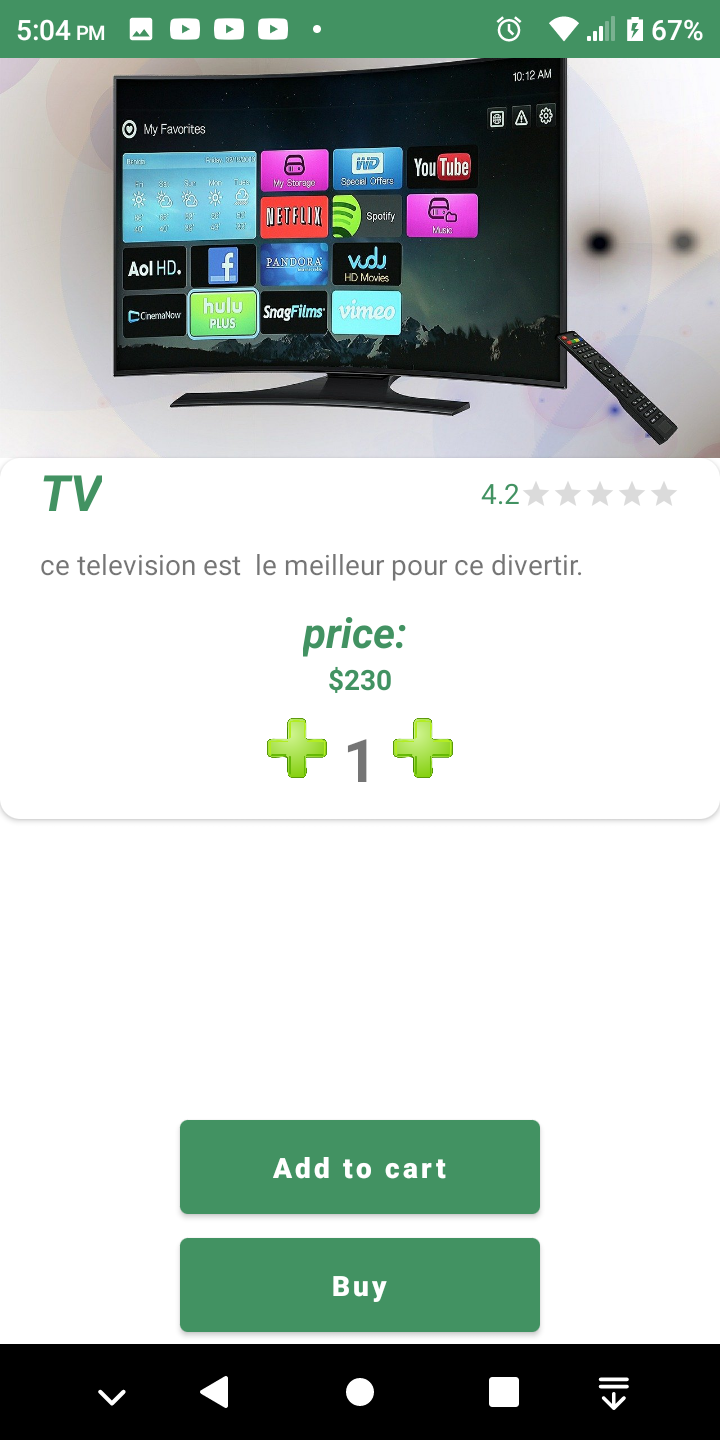 5:04 PM 67%
10:12 AM
My Favorites
My Storage
Special Offers
YouTube
NETFLIX
Spotify
Music
Aol HD.
f
PANDORA
vudu
HD Movies
CinemaNow
hulu
PLUS
SnagFilms
vimeo
TV
4.2
ce television est  le meilleur pour ce divertir.
price:
$230
1
Add to cart
Buy